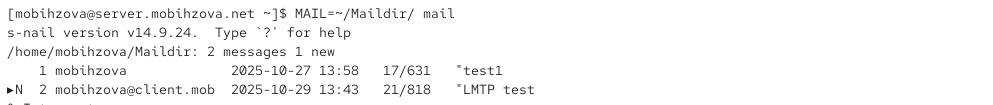 [mobihzova@server.mobihzova.net ~]$ MAIL=~/Maildir/ mail
s-nail version v14.9.24.  Type `?' for help
/home/mobihzova/Maildir: 2 messages 1 new
    1 mobihzova             2025-10-27 13:58   17/631   "test1
▸N  2 mobihzova@client.mob  2025-10-29 13:43   21/818   "LMTP test